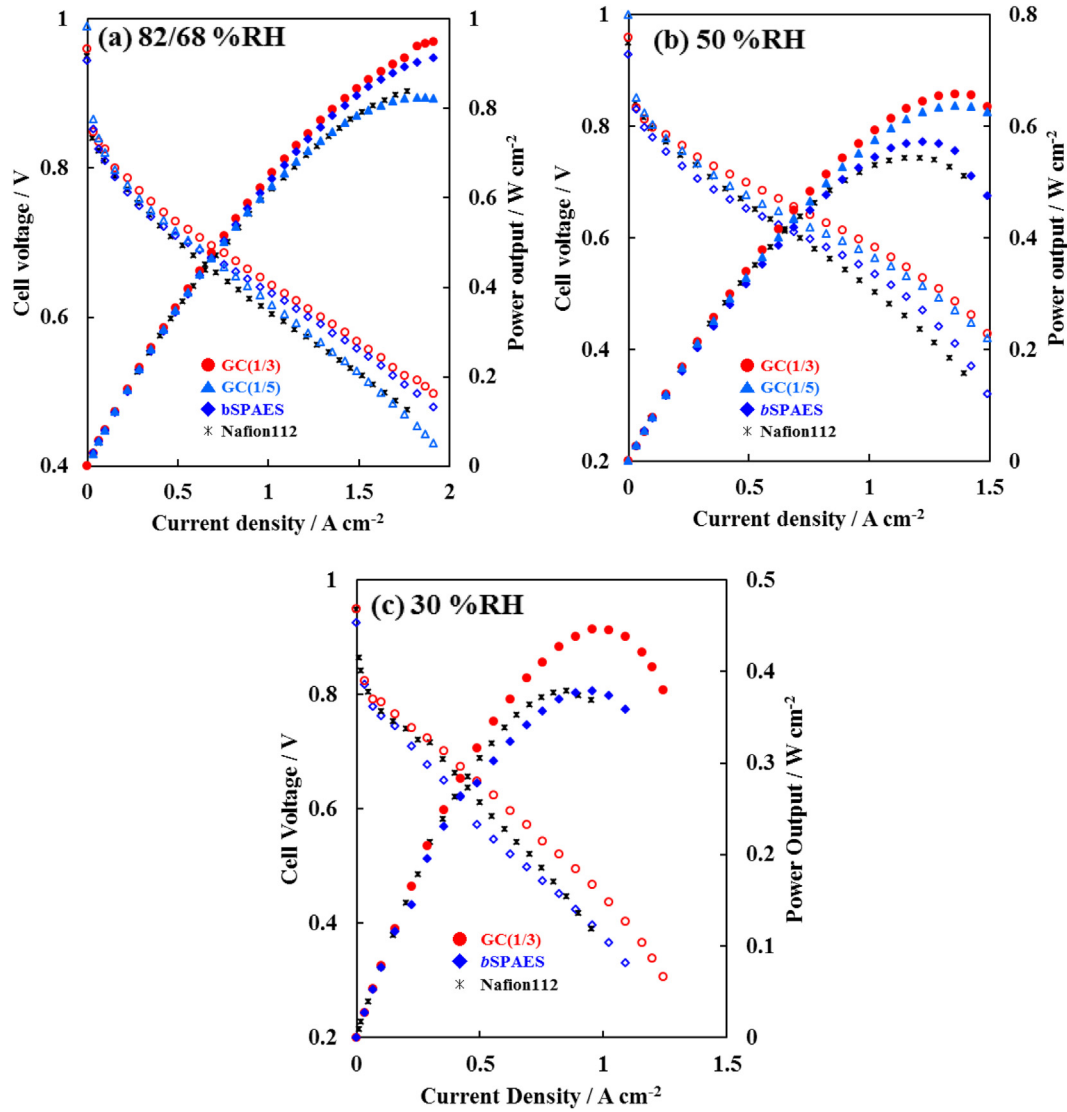 (a) 82/68 %RH
1
0.8
0.6
0.4
Cell voltage / V
1
0.8
0.6
0.4
0.2
0
Power output / W cm-2
GC(1/3)
GC(1/5)
bSPAES
Nafion112
0
0.5
1
1.5
2
Current density / A cm-2
(b) 50 %RH
1
0.8
0.6
0.4
0.2
Cell voltage / V
0.8
0.6
0.4
0.2
0
Power output / W cm-2
GC(1/3)
GC(1/5)
bSPAES
Nafion112
0
0.5
1
1.5
Current density / A cm-2
(c) 30 %RH
1
0.8
0.6
0.4
0.2
Cell Voltage / V
0.5
0.4
0.3
0.2
0.1
0
Power Output / W cm-2
GC(1/3)
bSPAES
Nafion112
0
0.5
1
1.5
Current Density / A cm-2